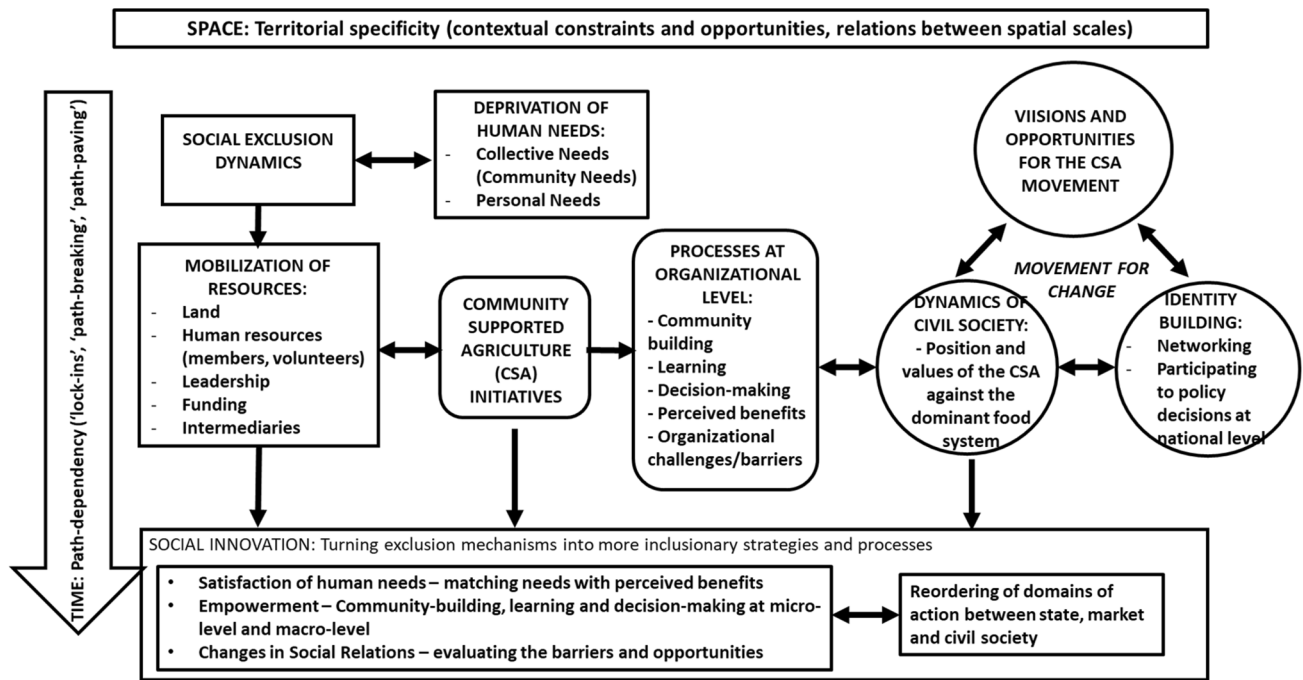 SPACE: Territorial specificity (contextual constraints and opportunities, relations between spatial scales)
TIME: Path-dependency (‘lock-ins’, ‘path-breaking’, ‘path-paving’)
SOCIAL EXCLUSION
DYNAMICS
DEPRIVATION OF
HUMAN NEEDS:
- Collective Needs
(Community Needs)
- Personal Needs
VIISIONS AND
OPPORTUNITIES
FOR THE CSA
MOVEMENT
MOBILIZATION OF
RESOURCES:
- Land
- Human resources
(members, volunteers)
- Leadership
- Funding
- Intermediaries
COMMUNITY
SUPPORTED
AGRICULTURE
(CSA)
INITIATIVES
PROCESSES AT
ORGANIZATIONAL
LEVEL:
- Community
building
- Learning
- Decision-making
- Perceived benefits
- Organizational
challenges/barriers
MOVEMENT FOR
CHANGE
DYNAMICS OF
CIVIL SOCIETY:
- Position and
values of the CSA
against the
dominant food
system
IDENTITY
BUILDING:
- Networking
- Participating
to policy
decisions at
national level
SOCIAL INNOVATION: Turning exclusion mechanisms into more inclusionary strategies and processes
• Satisfaction of human needs – matching needs with perceived benefits
• Empowerment – Community-building, learning and decision-making at micro-
level and macro-level
• Changes in Social Relations – evaluating the barriers and opportunities
Reordering of domains of
action between state, market
and civil society